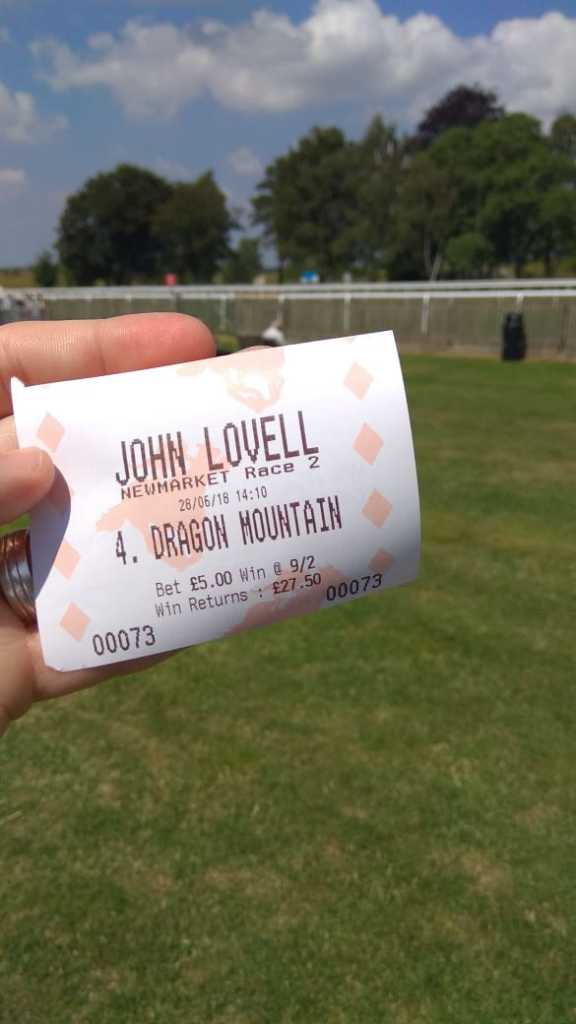 JOHN LOVELL
NEWMARKET Race 2
28/06/18 14:10
4. DRAGON MOUNTAIN
Bet £5.00 Win @ 9/2
Win Returns : £27.50
00073 00073